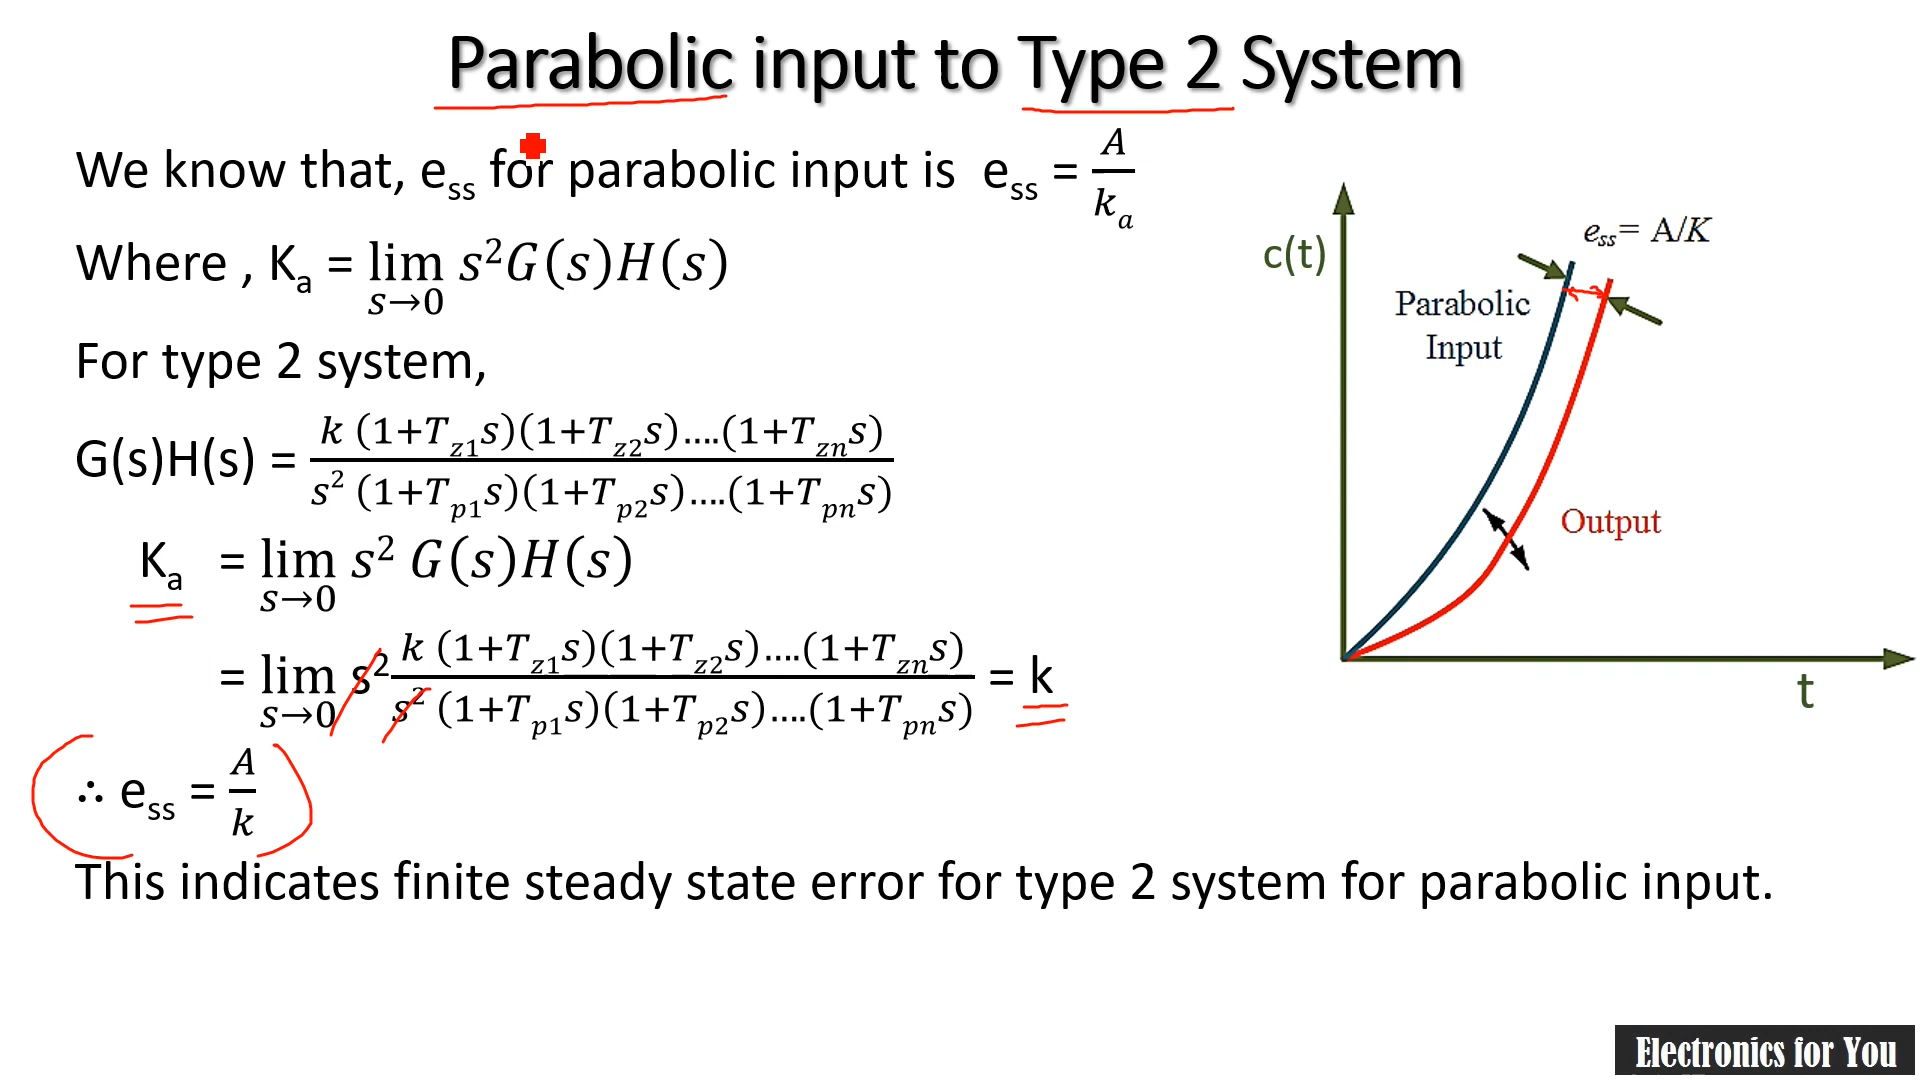 Parabolic input to Type 2 System
We know that, e_ss for parabolic input is e_ss = A/k_a
Where , K_a = lim_{s→0} s²G(s)H(s)
For type 2 system,
G(s)H(s) = k (1+T_z1 s)(1+T_z2 s)....(1+T_zn s) / s² (1+T_p1 s)(1+T_p2 s)....(1+T_pn s)
K_a = lim_{s→0} s² G(s)H(s)
= lim_{s→0} s² k (1+T_z1 s)(1+T_z2 s)....(1+T_zn s) / s² (1+T_p1 s)(1+T_p2 s)....(1+T_pn s) = k
∴ e_ss = A/k
This indicates finite steady state error for type 2 system for parabolic input.
e_ss= A/K
c(t)
Parabolic
Input
Output
t
Electronics for You